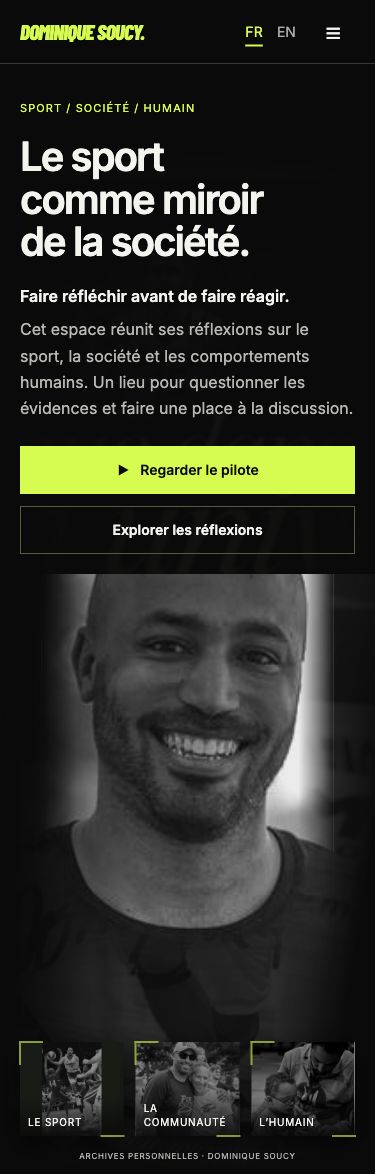 DOMINIQUE SOUCY.
FR EN
SPORT / SOCIÉTÉ / HUMAIN
Le sport
comme miroir
de la société.
Faire réfléchir avant de faire réagir.
Cet espace réunit ses réflexions sur le
sport, la société et les comportements
humains. Un lieu pour questionner les
évidences et faire une place à la discussion.
Regarder le pilote
Explorer les réflexions
LE SPORT
LA
COMMUNAUTÉ
L'HUMAIN
ARCHIVES PERSONNELLES · DOMINIQUE SOUCY